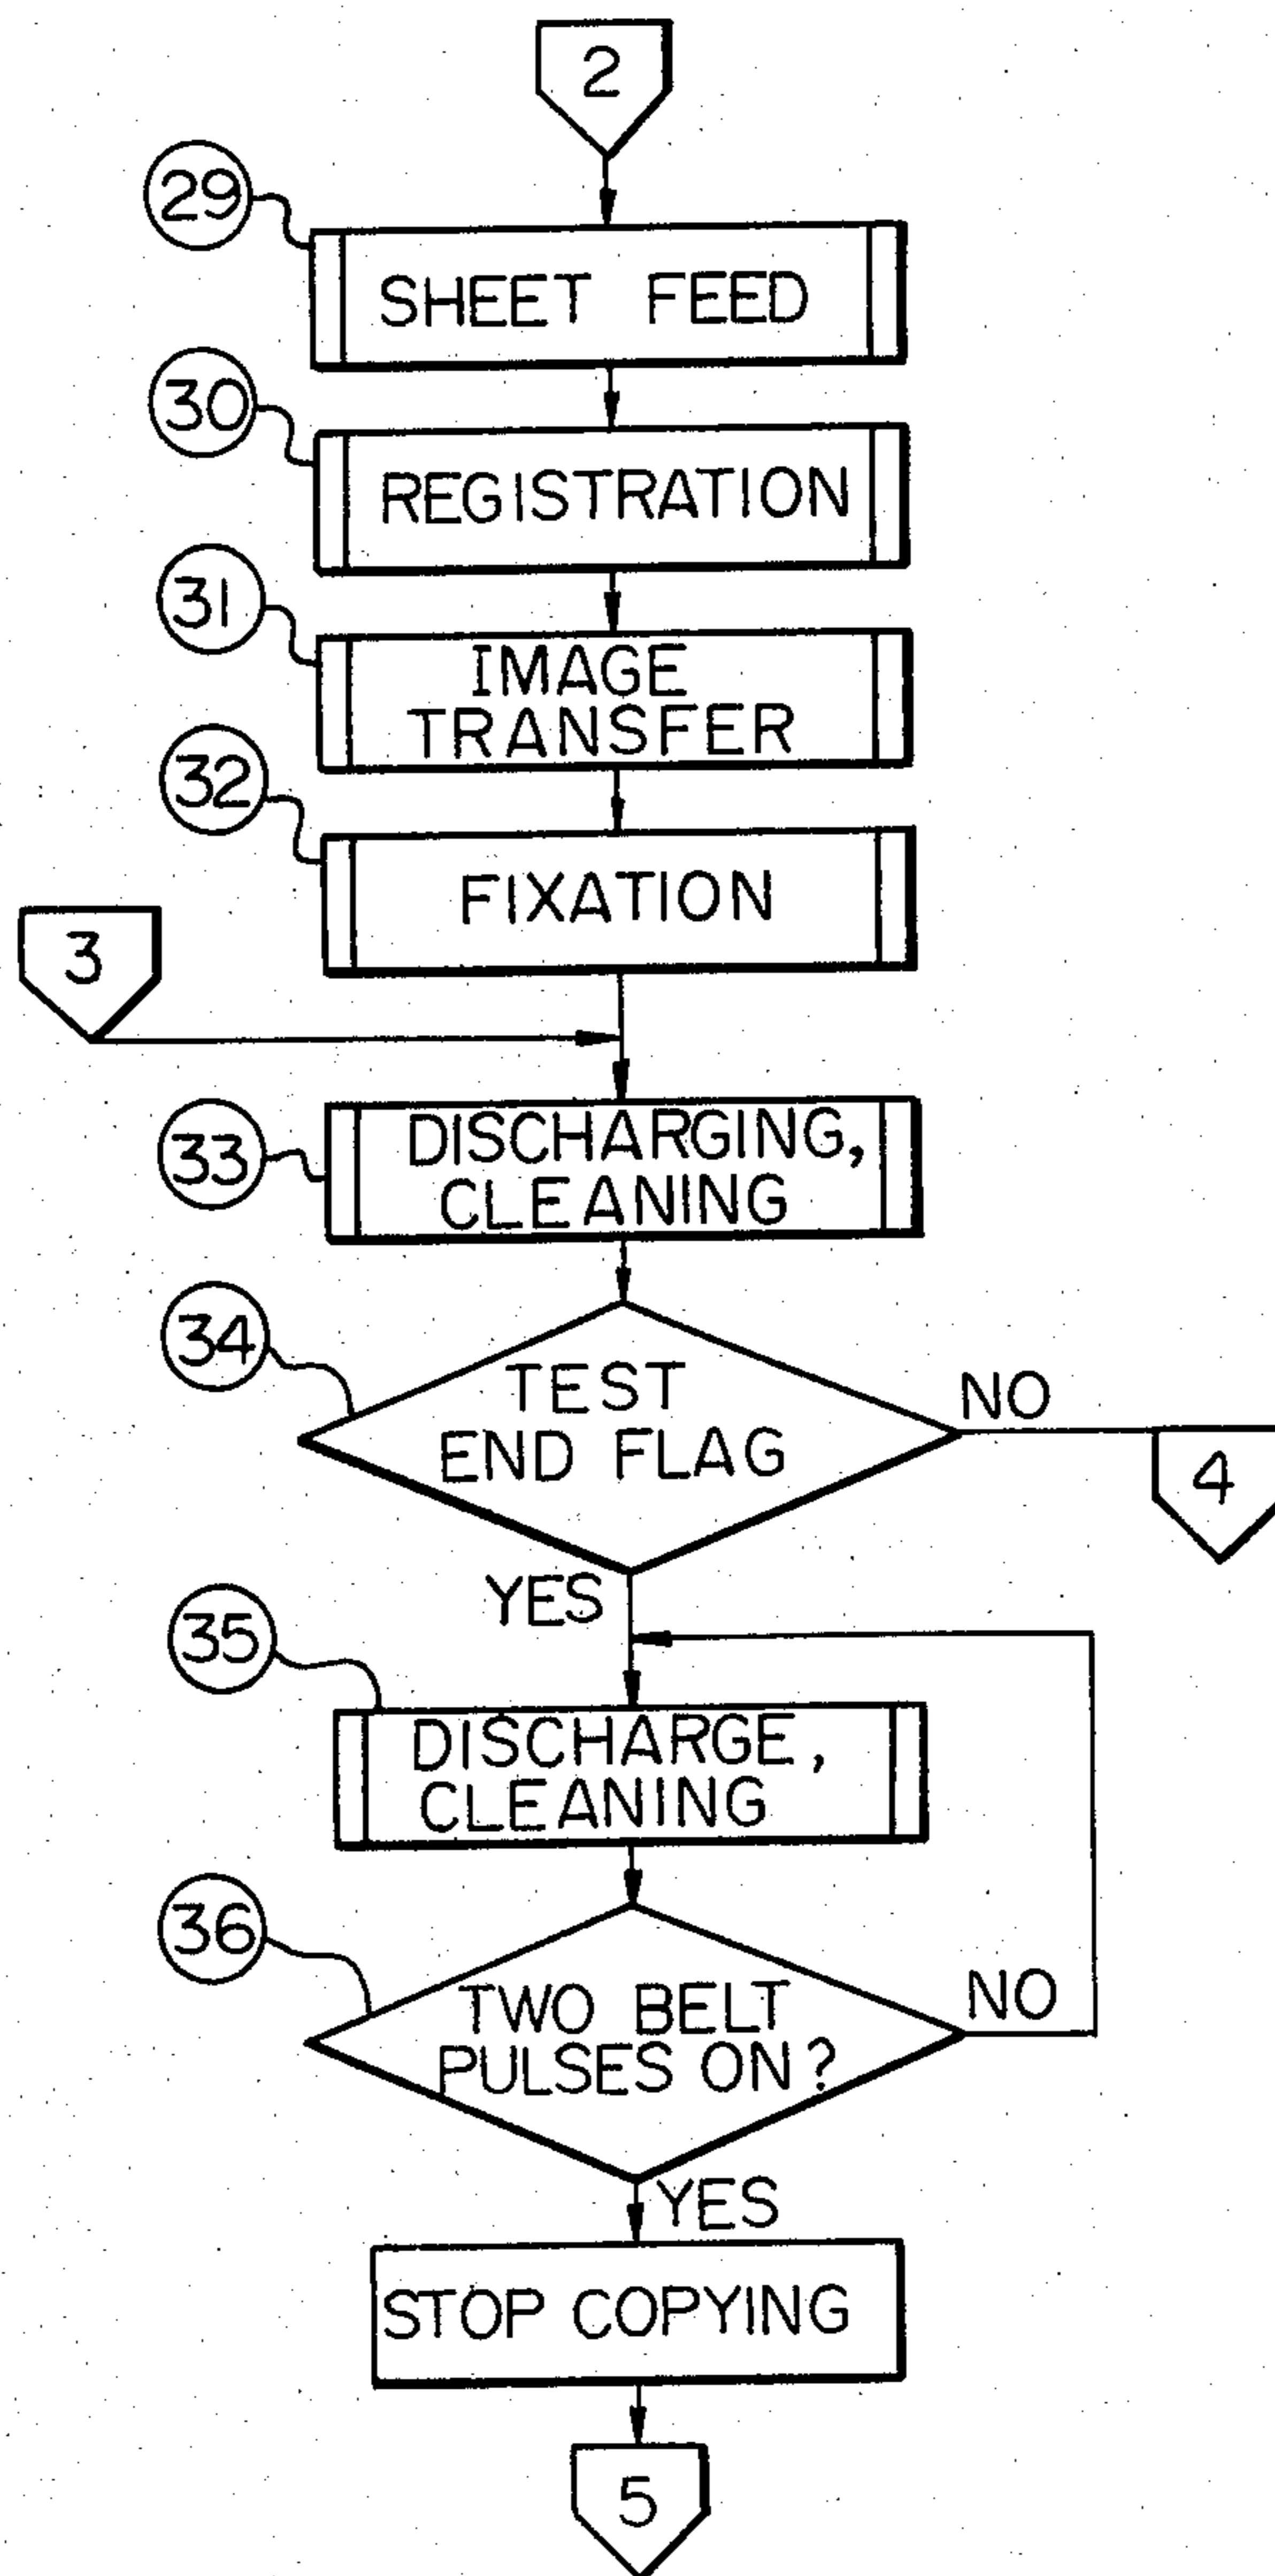 2
29
SHEET FEED
30
REGISTRATION
31
IMAGE
TRANSFER
32
FIXATION
3
33
DISCHARGING,
CLEANING
34
TEST
END FLAG
NO
4
YES
35
DISCHARGE,
CLEANING
36
TWO BELT
PULSES ON?
NO
YES
STOP COPYING
5